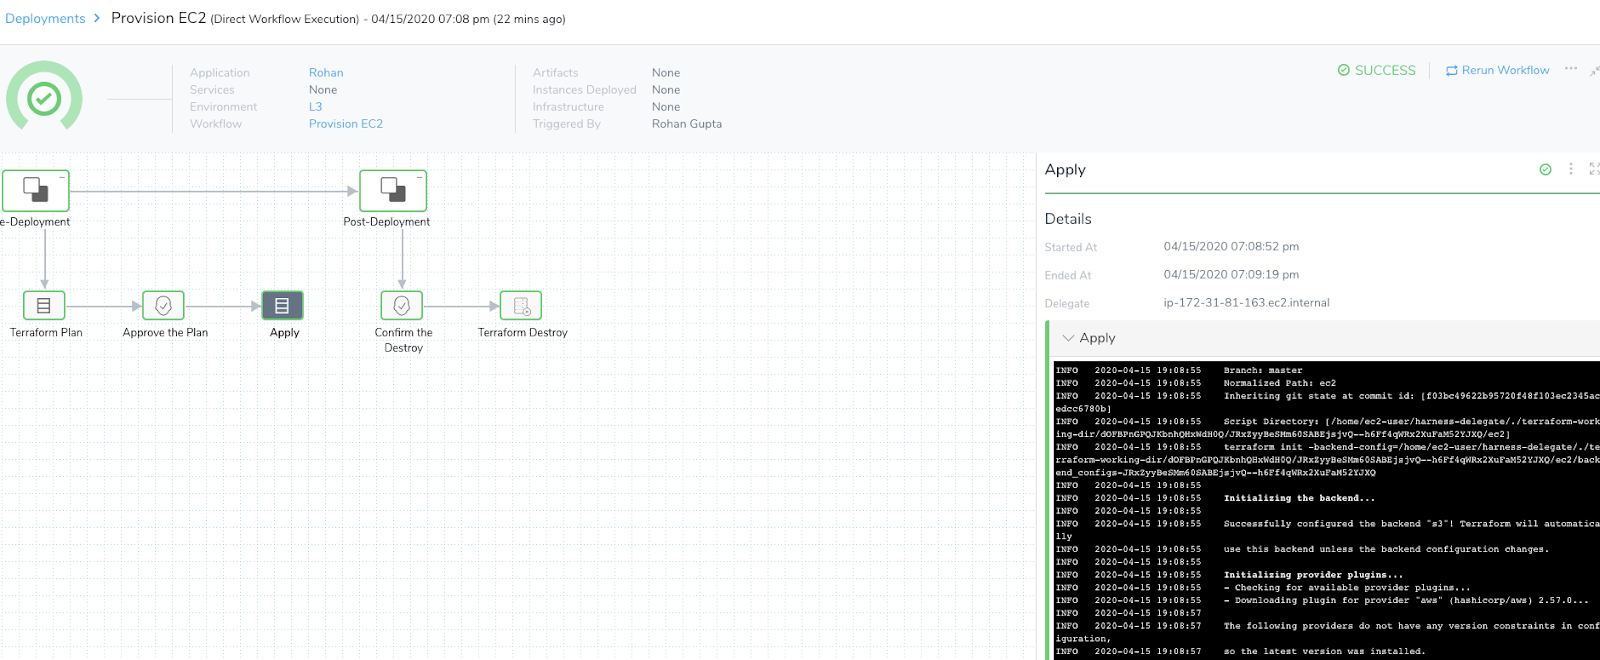 Deployments > Provision EC2 (Direct Workflow Execution) - 04/15/2020 07:08 pm (22 mins ago)
Application Rohan
Services None
Environment L3
Workflow Provision EC2
Artifacts None
Instances Deployed None
Infrastructure None
Triggered By Rohan Gupta
SUCCESS
Rerun Workflow
e-Deployment
Post-Deployment
Terraform Plan
Approve the Plan
Apply
Confirm the
Destroy
Terraform Destroy
Apply
Details
Started At 04/15/2020 07:08:52 pm
Ended At 04/15/2020 07:09:19 pm
Delegate ip-172-31-81-163.ec2.internal
Apply
INFO 2020-04-15 19:08:55 Branch: master
INFO 2020-04-15 19:08:55 Normalized Path: ec2
INFO 2020-04-15 19:08:55 Inheriting git state at commit id: [f03bc49622b95720f48f103ec2345ac
edcc6780b]
INFO 2020-04-15 19:08:55 Script Directory: [/home/ec2-user/harness-delegate/./terraform-work
ing-dir/dOFBPnGPQJKbnhQHxWdH0Q/JRxZyyBeSMm60SABEjsjvQ--h6Ff4qWRx2XuFaM52YJXQ/ec2]
INFO 2020-04-15 19:08:55 terraform init -backend-config=/home/ec2-user/harness-delegate/./te
rraform-working-dir/dOFBPnGPQJKbnhQHxWdH0Q/JRxZyyBeSMm60SABEjsjvQ--h6Ff4qWRx2XuFaM52YJXQ/ec2/back
end_configs-JRxZyyBeSMm60SABEjsjvQ--h6Ff4qWRx2XuFaM52YJXQ
INFO 2020-04-15 19:08:55
INFO 2020-04-15 19:08:55 Initializing the backend...
INFO 2020-04-15 19:08:55
INFO 2020-04-15 19:08:55 Successfully configured the backend "s3"! Terraform will automatica
lly
INFO 2020-04-15 19:08:55 use this backend unless the backend configuration changes.
INFO 2020-04-15 19:08:55
INFO 2020-04-15 19:08:55 Initializing provider plugins...
INFO 2020-04-15 19:08:55 - Checking for available provider plugins...
INFO 2020-04-15 19:08:55 - Downloading plugin for provider "aws" (hashicorp/aws) 2.57.0...
INFO 2020-04-15 19:08:57
INFO 2020-04-15 19:08:57 The following providers do not have any version constraints in conf
iguration,
INFO 2020-04-15 19:08:57 so the latest version was installed.